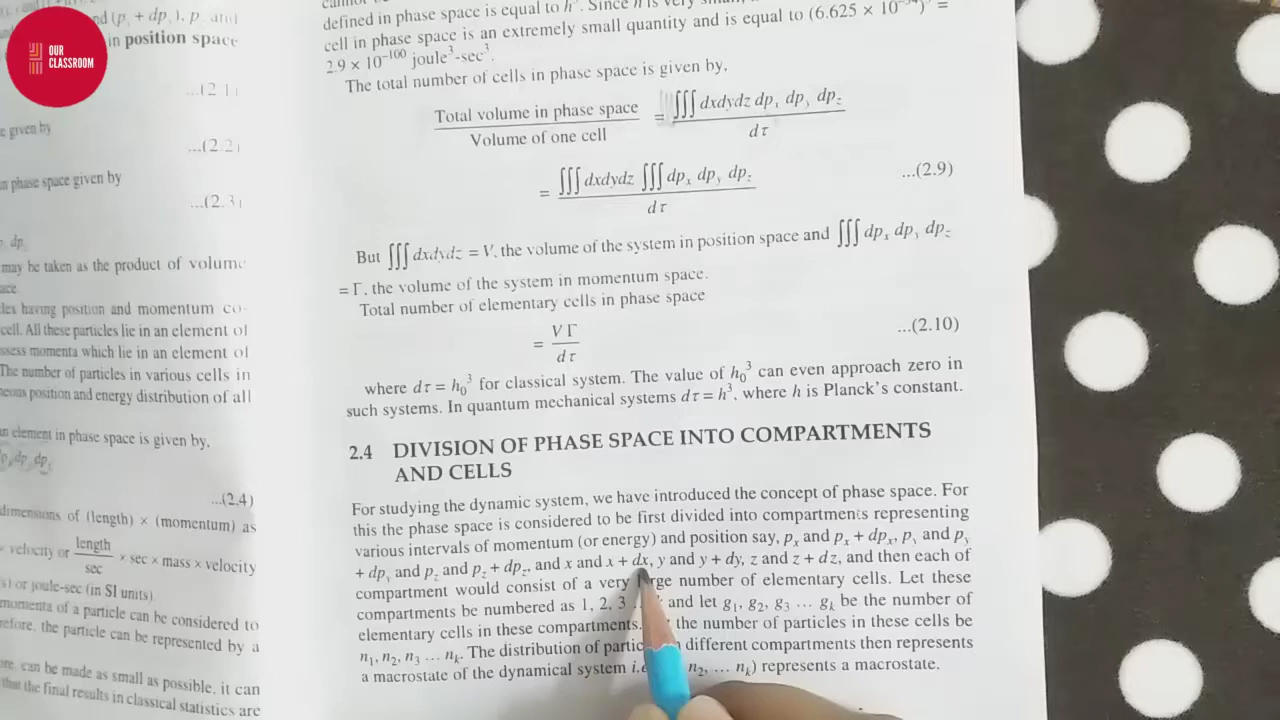 OUR
CLASSROOM
in position space
...(2.1)
e given by
...(2.2)
in phase space given by
...(2.3)
may be taken as the product of volume
les having position and momentum co-
cell. All these particles lie in an element of
ssess momenta which lie in an element of
The number of particles in various cells in
neous position and energy distribution of all
an element in phase space is given by,
...(2.4)
dimensions of (length) × (momentum) as
× velocity or length/sec × sec × mass × velocity
s) or joule-sec (in SI units)
momenta of a particle can be considered to
refore, the particle can be represented by a
ore, can be made as small as possible, it can
that the final results in classical statistics are
defined in phase space is equal to h³. Since h is very
cell in phase space is an extremely small quantity and is equal to (6.625 × 10⁻³⁴)³ =
2.9 × 10⁻¹⁰⁰ joule³-sec³.
The total number of cells in phase space is given by,
Total volume in phase space / Volume of one cell = ∭ dxdydz dpₓ dp_y dp_z / dτ
= ∭ dxdydz ∭ dpₓ dp_y dp_z / dτ ...(2.9)
But ∭ dxdydz = V, the volume of the system in position space and ∭ dpₓ dp_y dp_z
= Γ, the volume of the system in momentum space.
Total number of elementary cells in phase space
= V Γ / dτ ...(2.10)
where dτ = h₀³ for classical system. The value of h₀³ can even approach zero in
such systems. In quantum mechanical systems dτ = h³, where h is Planck's constant.
2.4 DIVISION OF PHASE SPACE INTO COMPARTMENTS
AND CELLS
For studying the dynamic system, we have introduced the concept of phase space. For
this the phase space is considered to be first divided into compartments representing
various intervals of momentum (or energy) and position say, pₓ and pₓ + dpₓ, p_y and p_y
+ dp_y and p_z and p_z + dp_z, and x and x + dx, y and y + dy, z and z + dz, and then each of
compartment would consist of a very large number of elementary cells. Let these
compartments be numbered as 1, 2, 3 and let g₁, g₂, g₃ ... gₖ be the number of
elementary cells in these compartments. the number of particles in these cells be
n₁, n₂, n₃ ... nₖ. The distribution of different compartments then represents
a macrostate of the dynamical system n₂, ... nₖ) represents a macrostate.